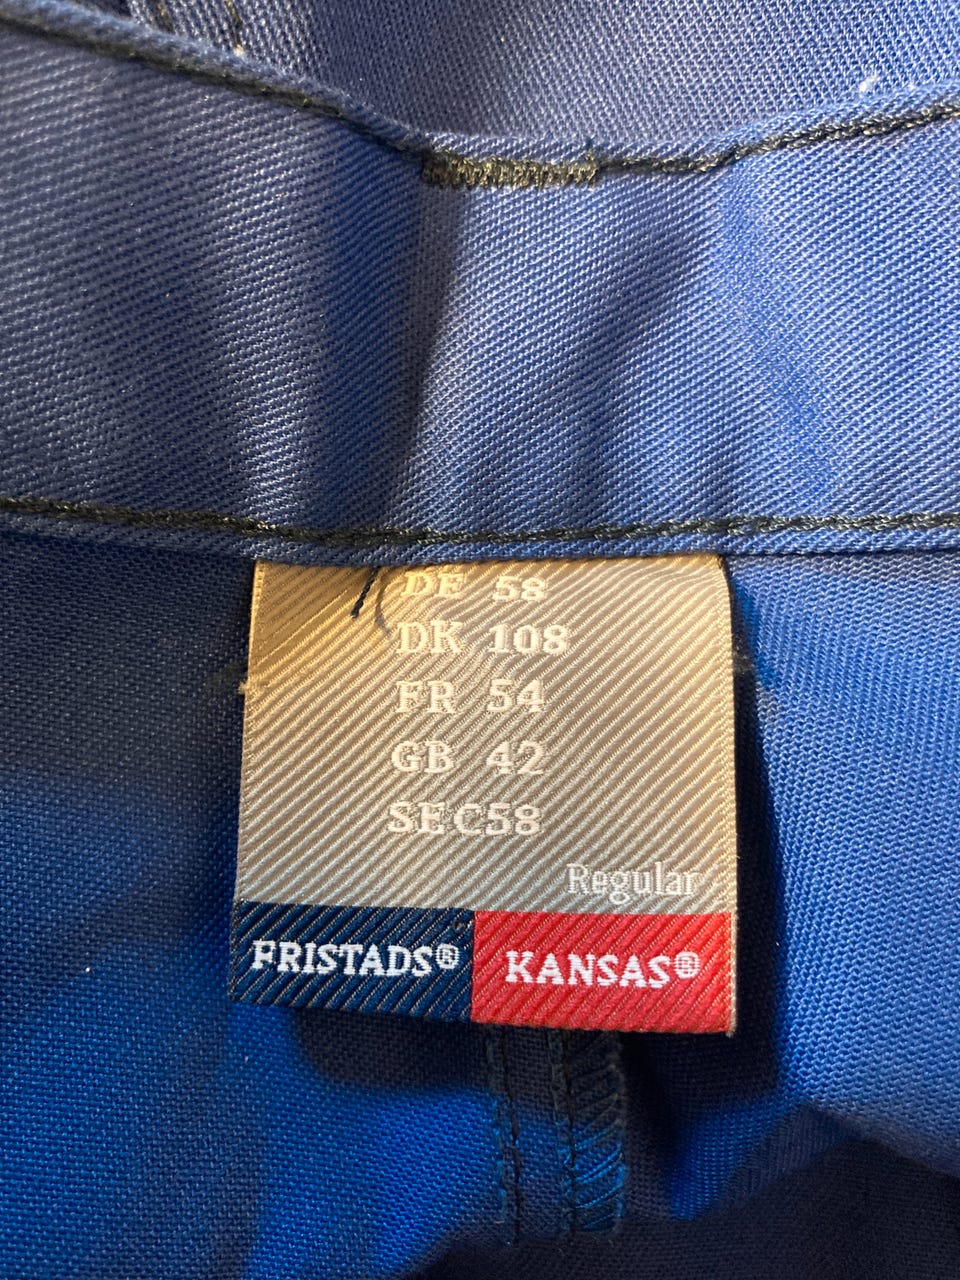 DE 58
DK 108
FR 54
GB 42
SE C58
Regular
FRISTADS® KANSAS®